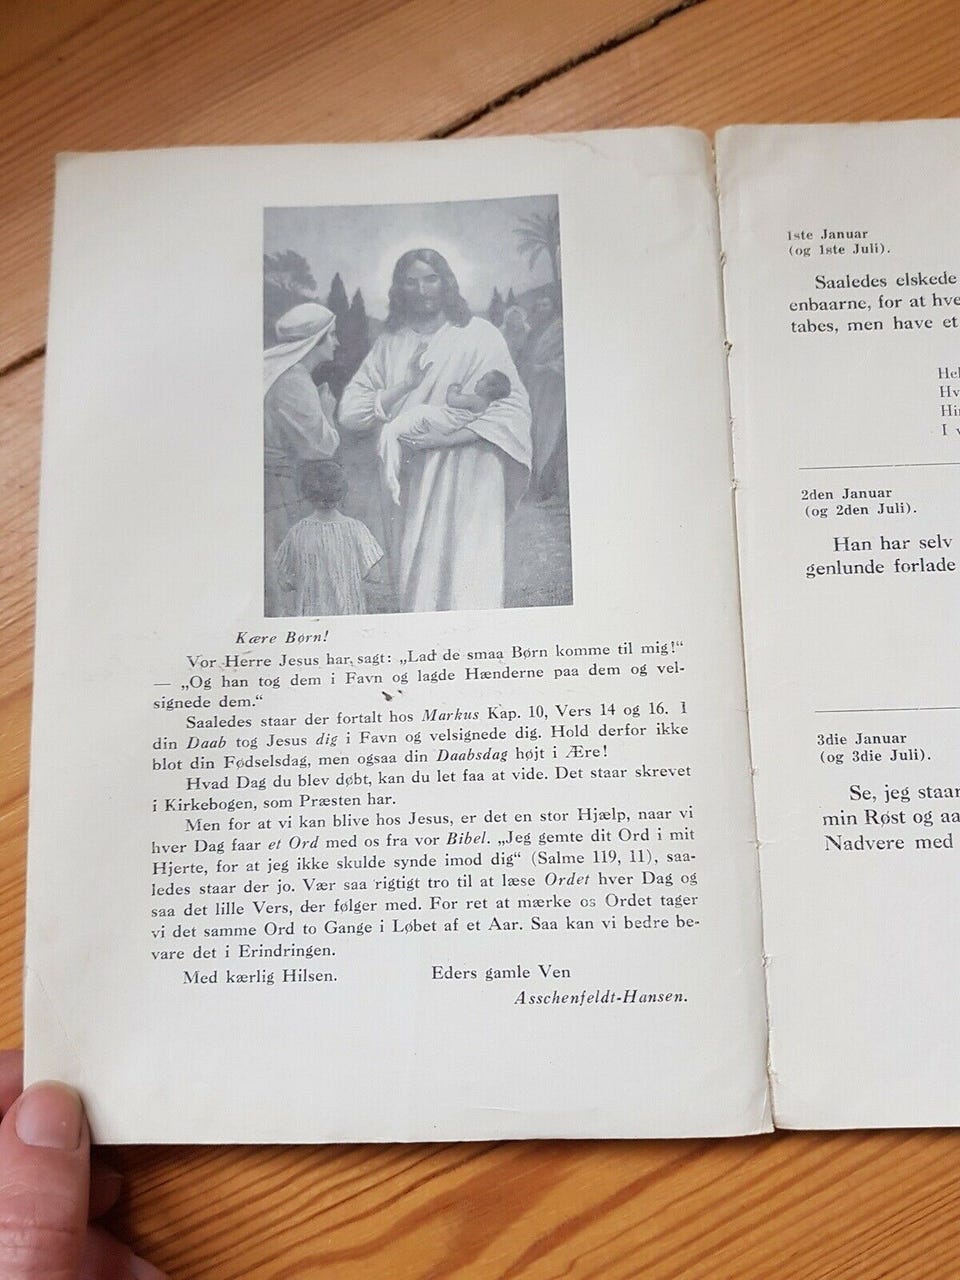 Kære Børn!
Vor Herre Jesus har sagt: „Lad de smaa Børn komme til mig!“
— „Og han tog dem i Favn og lagde Hænderne paa dem og vel-
signede dem.“
Saaledes staar der fortalt hos Markus Kap. 10, Vers 14 og 16. I
din Daab tog Jesus dig i Favn og velsignede dig. Hold derfor ikke
blot din Fødselsdag, men ogsaa din Daabsdag højt i Ære!
Hvad Dag du blev døbt, kan du let faa at vide. Det staar skrevet
i Kirkebogen, som Præsten har.
Men for at vi kan blive hos Jesus, er det en stor Hjælp, naar vi
hver Dag faar et Ord med os fra vor Bibel. „Jeg gemte dit Ord i mit
Hjerte, for at jeg ikke skulde synde imod dig“ (Salme 119, 11), saa-
ledes staar der jo. Vær saa rigtigt tro til at læse Ordet hver Dag og
saa det lille Vers, der følger med. For ret at mærke os Ordet tager
vi det samme Ord to Gange i Løbet af et Aar. Saa kan vi bedre be-
vare det i Erindringen.
Med kærlig Hilsen. Eders gamle Ven
Asschenfeldt-Hansen.
1ste Januar
(og 1ste Juli).
Saaledes elskede
enbaarne, for at hve
tabes, men have et
Hel
Hv
Hi
I v
2den Januar
(og 2den Juli).
Han har selv
genlunde forlade
3die Januar
(og 3die Juli).
Se, jeg staar
min Røst og aa
Nadvere med